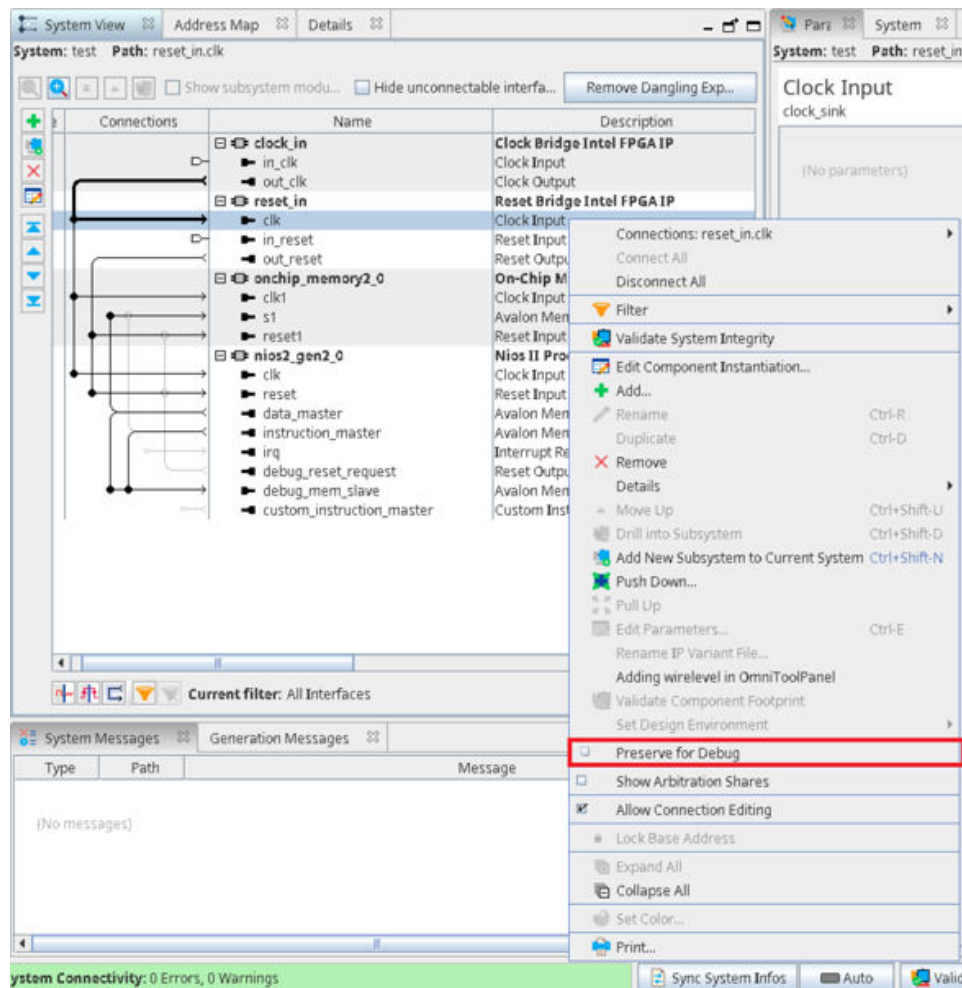 System View Address Map Details
System: test Path: reset_in.clk
Show subsystem modu... Hide unconnectable interfa... Remove Dangling Exp...
Connections Name Description
clock_in Clock Bridge Intel FPGA IP
in_clk Clock Input
out_clk Clock Output
reset_in Reset Bridge Intel FPGA IP
clk Clock Input
in_reset Reset Input
out_reset Reset Outpu
onchip_memory2_0 On-Chip M
clk1 Clock Input
s1 Avalon Mem
reset1 Reset Input
nios2_gen2_0 Nios II Pro
clk Clock Input
reset Reset Input
data_master Avalon Mem
instruction_master Avalon Mem
irq Interrupt Re
debug_reset_request Reset Outpu
debug_mem_slave Avalon Mem
custom_instruction_master Custom Inst
Current filter: All Interfaces
System Messages Generation Messages
Type Path Message
(No messages)
ystem Connectivity: 0 Errors, 0 Warnings
Para System
System: test Path: reset_in
Clock Input
clock_sink
(No parameters)
Connections: reset_in.clk
Connect All
Disconnect All
Filter
Validate System Integrity
Edit Component Instantiation...
Add...
Rename Ctrl-R
Duplicate Ctrl-D
Remove
Details
Move Up Ctrl+Shift-U
Drill into Subsystem Ctrl+Shift-D
Add New Subsystem to Current System Ctrl+Shift-N
Push Down...
Pull Up
Edit Parameters... Ctrl-E
Rename IP Variant File...
Adding wirelevel in OmniToolPanel
Validate Component Footprint
Set Design Environment
Preserve for Debug
Show Arbitration Shares
Allow Connection Editing
Lock Base Address
Expand All
Collapse All
Set Color...
Print...
Sync System Infos Auto Valid